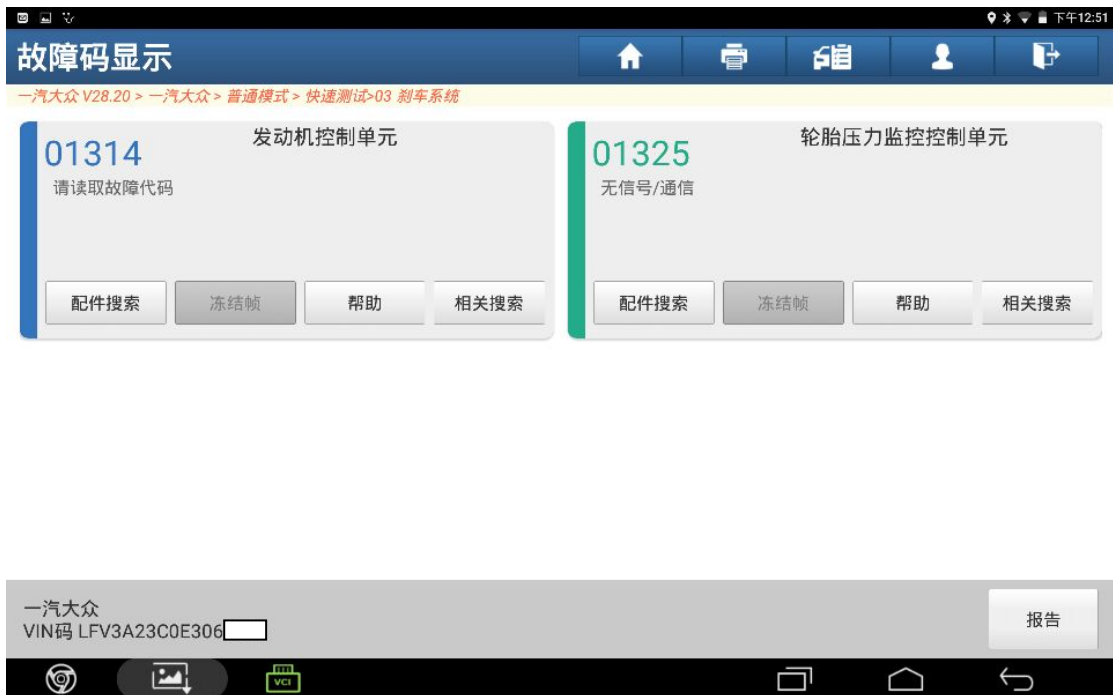 下午12:51
故障码显示
一汽大众 V28.20 > 一汽大众 > 普通模式 > 快速测试>03 刹车系统
01314 发动机控制单元
请读取故障代码
配件搜索 冻结帧 帮助 相关搜索
01325 轮胎压力监控控制单元
无信号/通信
配件搜索 冻结帧 帮助 相关搜索
一汽大众
VIN码 LFV3A23C0E306
报告
VCI